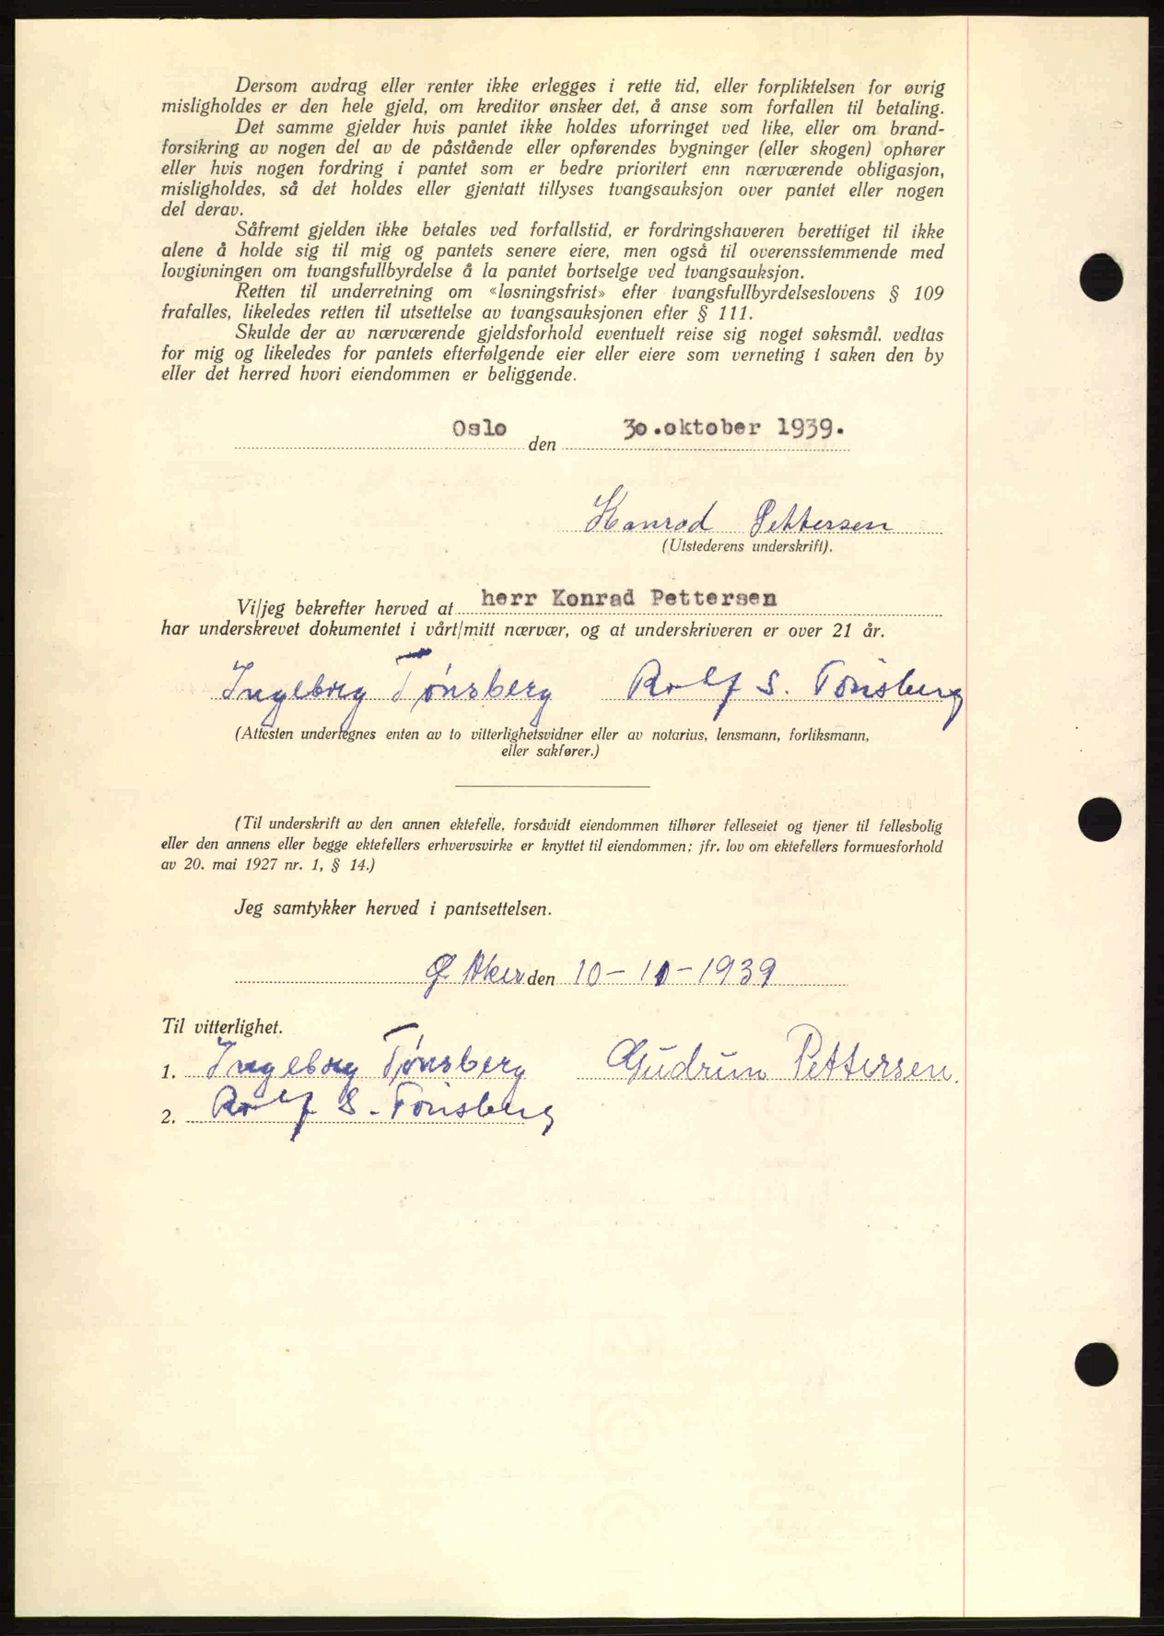 Dersom avdrag eller renter ikke erlegges i rette tid, eller forpliktelsen for øvrig
misligholdes er den hele gjeld, om kreditor ønsker det, å anse som forfallen til betaling.
Det samme gjelder hvis pantet ikke holdes uforringet ved like, eller om brand-
forsikring av nogen del av de påstående eller opførendes bygninger (eller skogen) ophører
eller hvis nogen fordring i pantet som er bedre prioritert enn nærværende obligasjon,
misligholdes, så det holdes eller gjentatt tillyses tvangsauksjon over pantet eller nogen
del derav.
Såfremt gjelden ikke betales ved forfallstid, er fordringshaveren berettiget til ikke
alene å holde sig til mig og pantets senere eiere, men også til overensstemmende med
lovgivningen om tvangsfullbyrdelse å la pantet bortselge ved tvangsauksjon.
Retten til underretning om «løsningsfrist» efter tvangsfullbyrdelseslovens § 109
frafalles, likeledes retten til utsettelse av tvangsauksjonen efter § 111.
Skulde der av nærværende gjeldsforhold eventuelt reise sig noget søksmål, vedtas
for mig og likeledes for pantets efterfølgende eier eller eiere som verneting i saken den by
eller det herred hvori eiendommen er beliggende.
Oslo den 30.oktober 1939.
Konrad Pettersen
(Utstederens underskrift).
Vi/jeg bekrefter herved at herr Konrad Pettersen
har underskrevet dokumentet i vårt/mitt nærvær, og at underskriveren er over 21 år.
Ingeborg Tønsberg Rolf S. Tønsberg
(Attesten undertegnes enten av to vitterlighetsvidner eller av notarius, lensmann, forliksmann,
eller sakfører.)
(Til underskrift av den annen ektefelle, forsåvidt eiendommen tilhører felleseiet og tjener til fellesbolig
eller den annens eller begge ektefellers erhvervsvirke er knyttet til eiendommen; jfr. lov om ektefellers formuesforhold
av 20. mai 1927 nr. 1, § 14.)
Jeg samtykker herved i pantsettelsen.
Ø. Aker den 10-11-1939
Til vitterlighet.
1. Ingeborg Tønsberg Gudrun Pettersen.
2. Rolf S. Tønsberg